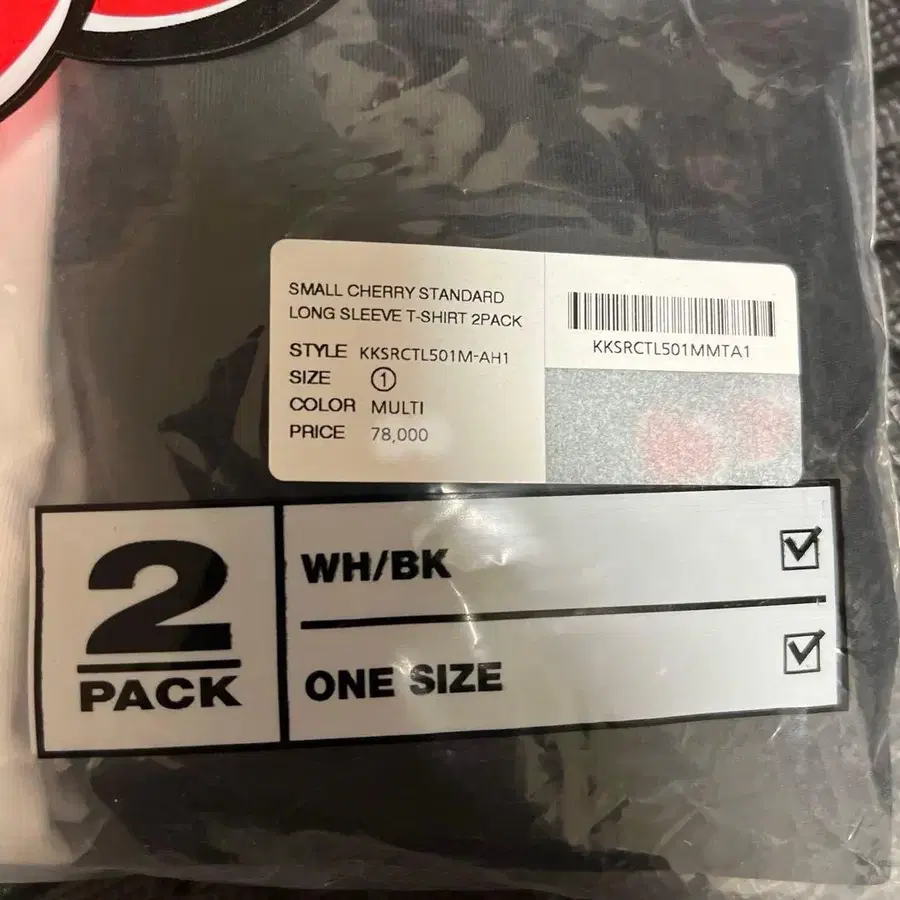 SMALL CHERRY STANDARD
LONG SLEEVE T-SHIRT 2PACK
STYLE KKSRCTL501M-AH1
SIZE ①
COLOR MULTI
PRICE 78,000
KKSRCTL501MMTA1
2
PACK
WH/BK
ONE SIZE